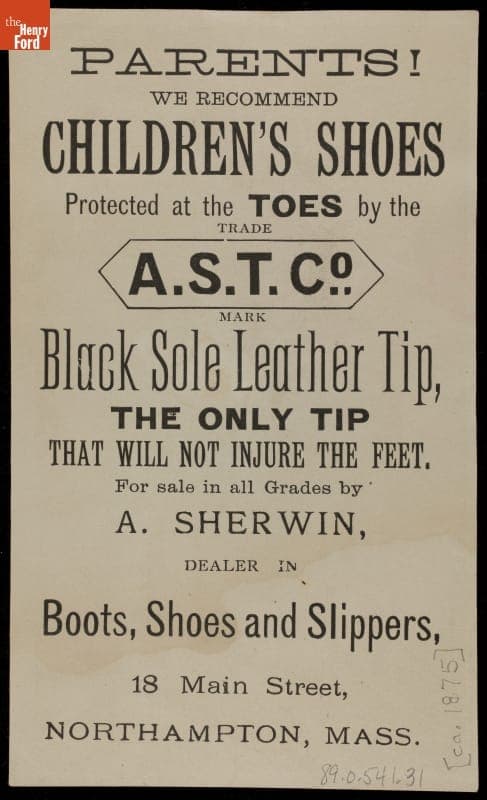 the
Henry
Ford
PARENTS!
WE RECOMMEND
CHILDREN'S SHOES
Protected at the TOES by the
TRADE
A.S.T. Co.
MARK
Black Sole Leather Tip,
THE ONLY TIP
THAT WILL NOT INJURE THE FEET.
For sale in all Grades by
A. SHERWIN,
DEALER IN
Boots, Shoes and Slippers,
18 Main Street,
NORTHAMPTON, MASS.
[ca. 1875]
89.0.541.31